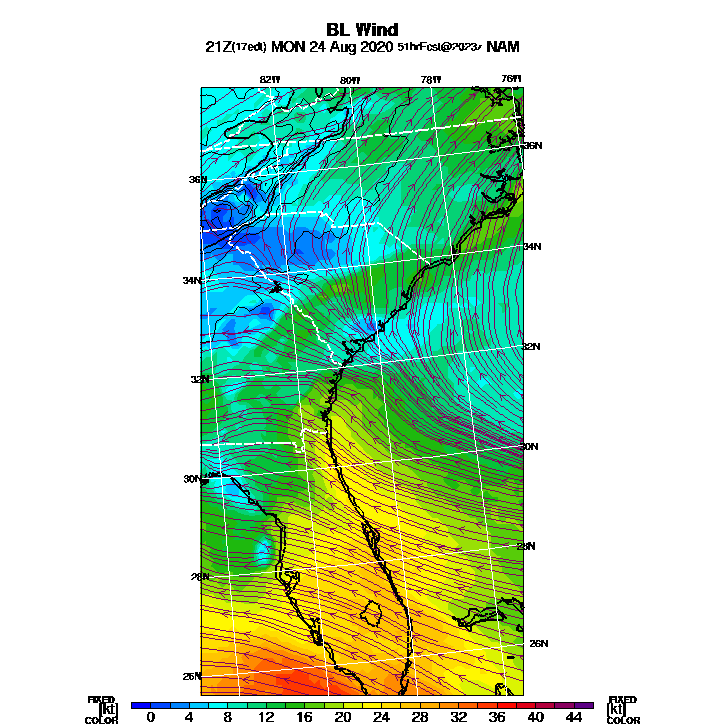 BL Wind
21Z(17edt) MON 24 Aug 2020 51hrFcst@2023z NAM
82W 80W 78W 76W
36N
36N
34N
34N
32N
32N
30N
30N
28N
28N
26N
26N
FIXED FIXED
[kt] 0 4 8 12 16 20 24 28 32 36 40 44 [kt]
COLOR COLOR